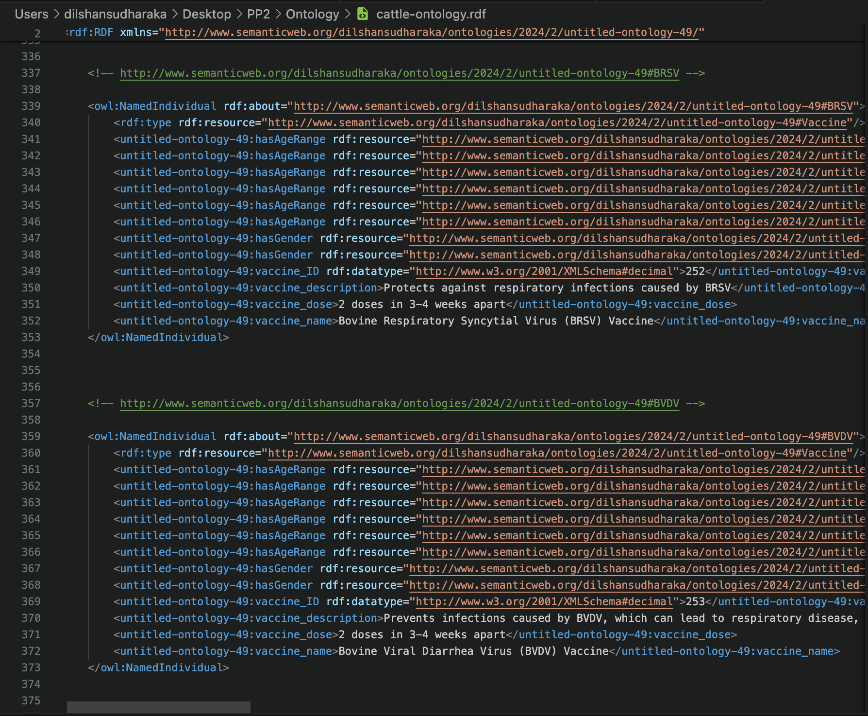 Users > dilshansudharaka > Desktop > PP2 > Ontology > cattle-ontology.rdf
2 :rdf:RDF xmlns="http://www.semanticweb.org/dilshansudharaka/ontologies/2024/2/untitled-ontology-49/"
335
336
337 <!-- http://www.semanticweb.org/dilshansudharaka/ontologies/2024/2/untitled-ontology-49#BRSV -->
338
339 <owl:NamedIndividual rdf:about="http://www.semanticweb.org/dilshansudharaka/ontologies/2024/2/untitled-ontology-49#BRSV">
340 <rdf:type rdf:resource="http://www.semanticweb.org/dilshansudharaka/ontologies/2024/2/untitled-ontology-49#Vaccine"/>
341 <untitled-ontology-49:hasAgeRange rdf:resource="http://www.semanticweb.org/dilshansudharaka/ontologies/2024/2/untitle
342 <untitled-ontology-49:hasAgeRange rdf:resource="http://www.semanticweb.org/dilshansudharaka/ontologies/2024/2/untitle
343 <untitled-ontology-49:hasAgeRange rdf:resource="http://www.semanticweb.org/dilshansudharaka/ontologies/2024/2/untitle
344 <untitled-ontology-49:hasAgeRange rdf:resource="http://www.semanticweb.org/dilshansudharaka/ontologies/2024/2/untitle
345 <untitled-ontology-49:hasAgeRange rdf:resource="http://www.semanticweb.org/dilshansudharaka/ontologies/2024/2/untitle
346 <untitled-ontology-49:hasAgeRange rdf:resource="http://www.semanticweb.org/dilshansudharaka/ontologies/2024/2/untitle
347 <untitled-ontology-49:hasGender rdf:resource="http://www.semanticweb.org/dilshansudharaka/ontologies/2024/2/untitled-
348 <untitled-ontology-49:hasGender rdf:resource="http://www.semanticweb.org/dilshansudharaka/ontologies/2024/2/untitled-
349 <untitled-ontology-49:vaccine_ID rdf:datatype="http://www.w3.org/2001/XMLSchema#decimal">252</untitled-ontology-49:va
350 <untitled-ontology-49:vaccine_description>Protects against respiratory infections caused by BRSV</untitled-ontology-4
351 <untitled-ontology-49:vaccine_dose>2 doses in 3-4 weeks apart</untitled-ontology-49:vaccine_dose>
352 <untitled-ontology-49:vaccine_name>Bovine Respiratory Syncytial Virus (BRSV) Vaccine</untitled-ontology-49:vaccine_na
353 </owl:NamedIndividual>
354
355
356
357 <!-- http://www.semanticweb.org/dilshansudharaka/ontologies/2024/2/untitled-ontology-49#BVDV -->
358
359 <owl:NamedIndividual rdf:about="http://www.semanticweb.org/dilshansudharaka/ontologies/2024/2/untitled-ontology-49#BVDV">
360 <rdf:type rdf:resource="http://www.semanticweb.org/dilshansudharaka/ontologies/2024/2/untitled-ontology-49#Vaccine"/>
361 <untitled-ontology-49:hasAgeRange rdf:resource="http://www.semanticweb.org/dilshansudharaka/ontologies/2024/2/untitle
362 <untitled-ontology-49:hasAgeRange rdf:resource="http://www.semanticweb.org/dilshansudharaka/ontologies/2024/2/untitle
363 <untitled-ontology-49:hasAgeRange rdf:resource="http://www.semanticweb.org/dilshansudharaka/ontologies/2024/2/untitle
364 <untitled-ontology-49:hasAgeRange rdf:resource="http://www.semanticweb.org/dilshansudharaka/ontologies/2024/2/untitle
365 <untitled-ontology-49:hasAgeRange rdf:resource="http://www.semanticweb.org/dilshansudharaka/ontologies/2024/2/untitle
366 <untitled-ontology-49:hasAgeRange rdf:resource="http://www.semanticweb.org/dilshansudharaka/ontologies/2024/2/untitle
367 <untitled-ontology-49:hasGender rdf:resource="http://www.semanticweb.org/dilshansudharaka/ontologies/2024/2/untitled-
368 <untitled-ontology-49:hasGender rdf:resource="http://www.semanticweb.org/dilshansudharaka/ontologies/2024/2/untitled-
369 <untitled-ontology-49:vaccine_ID rdf:datatype="http://www.w3.org/2001/XMLSchema#decimal">253</untitled-ontology-49:va
370 <untitled-ontology-49:vaccine_description>Prevents infections caused by BVDV, which can lead to respiratory disease,
371 <untitled-ontology-49:vaccine_dose>2 doses in 3-4 weeks apart</untitled-ontology-49:vaccine_dose>
372 <untitled-ontology-49:vaccine_name>Bovine Viral Diarrhea Virus (BVDV) Vaccine</untitled-ontology-49:vaccine_name>
373 </owl:NamedIndividual>
374
375